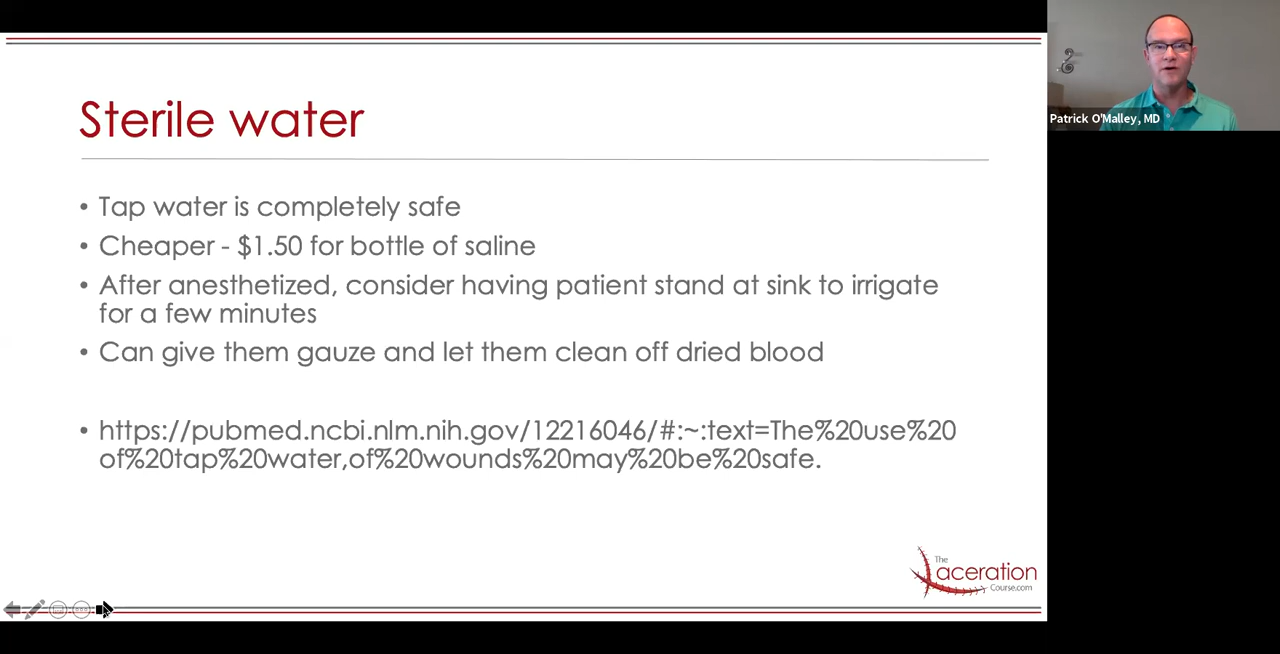 Sterile water
• Tap water is completely safe
• Cheaper - $1.50 for bottle of saline
• After anesthetized, consider having patient stand at sink to irrigate
for a few minutes
• Can give them gauze and let them clean off dried blood
• https://pubmed.ncbi.nlm.nih.gov/12216046/#:~:text=The%20use%20
of%20tap%20water,of%20wounds%20may%20be%20safe.
Patrick O'Malley, MD
The
Laceration
Course.com